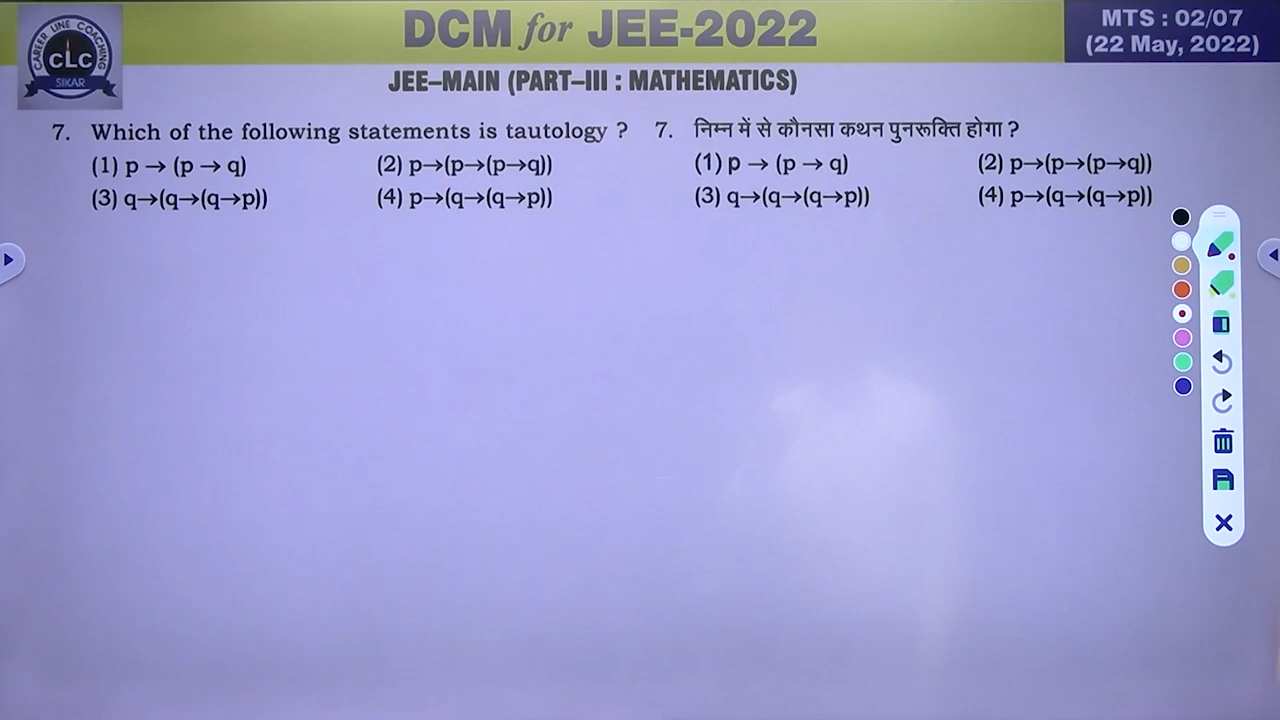 DCM for JEE-2022
MTS : 02/07
(22 May, 2022)
CAREER LINE COACHING
CLC
SIKAR
JEE–MAIN (PART–III : MATHEMATICS)
7. Which of the following statements is tautology ?
(1) p → (p → q) (2) p→(p→(p→q))
(3) q→(q→(q→p)) (4) p→(q→(q→p))
7. निम्न में से कौनसा कथन पुनरूक्ति होगा ?
(1) p → (p → q) (2) p→(p→(p→q))
(3) q→(q→(q→p)) (4) p→(q→(q→p))